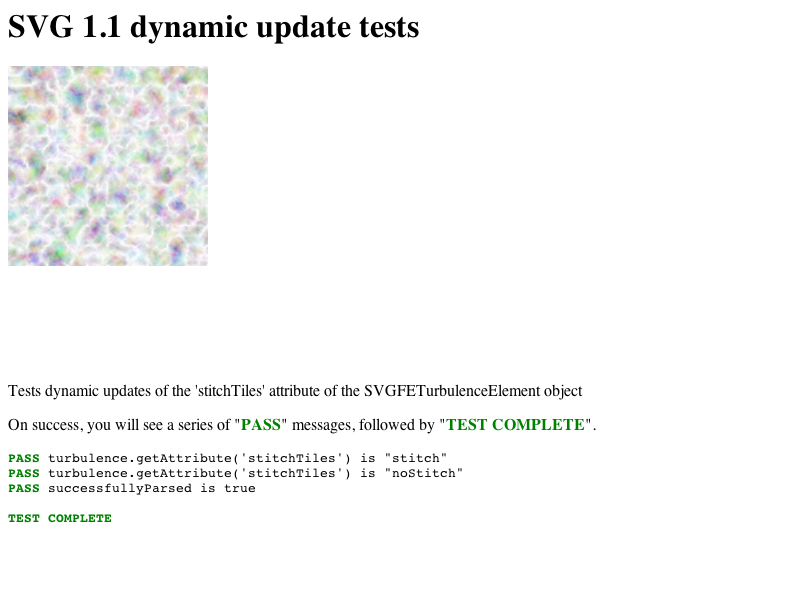 SVG 1.1 dynamic update tests
Tests dynamic updates of the 'stitchTiles' attribute of the SVGFETurbulenceElement object
On success, you will see a series of "PASS" messages, followed by "TEST COMPLETE".
PASS turbulence.getAttribute('stitchTiles') is "stitch"
PASS turbulence.getAttribute('stitchTiles') is "noStitch"
PASS successfullyParsed is true
TEST COMPLETE